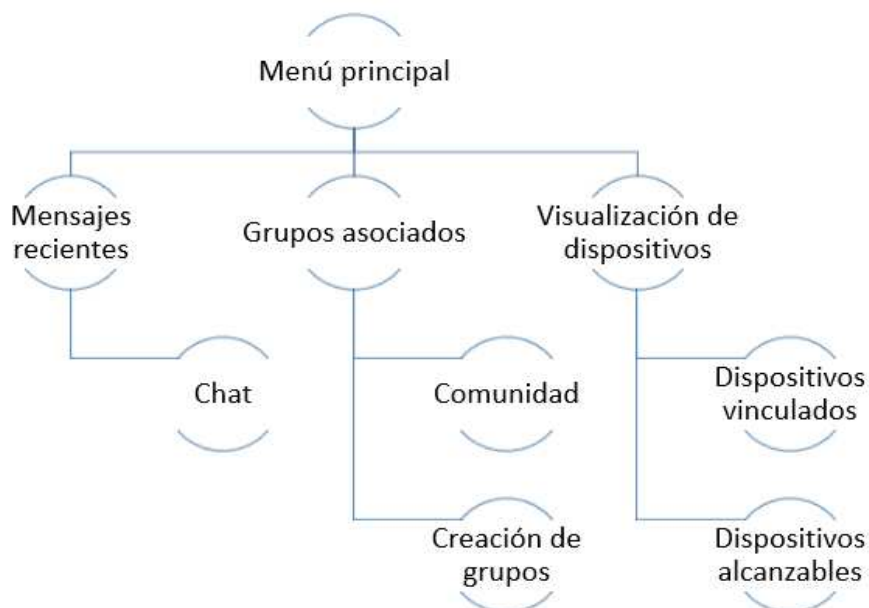 Menú principal
Mensajes
recientes
Grupos asociados
Visualización de
dispositivos
Chat
Comunidad
Dispositivos
vinculados
Creación de
grupos
Dispositivos
alcanzables